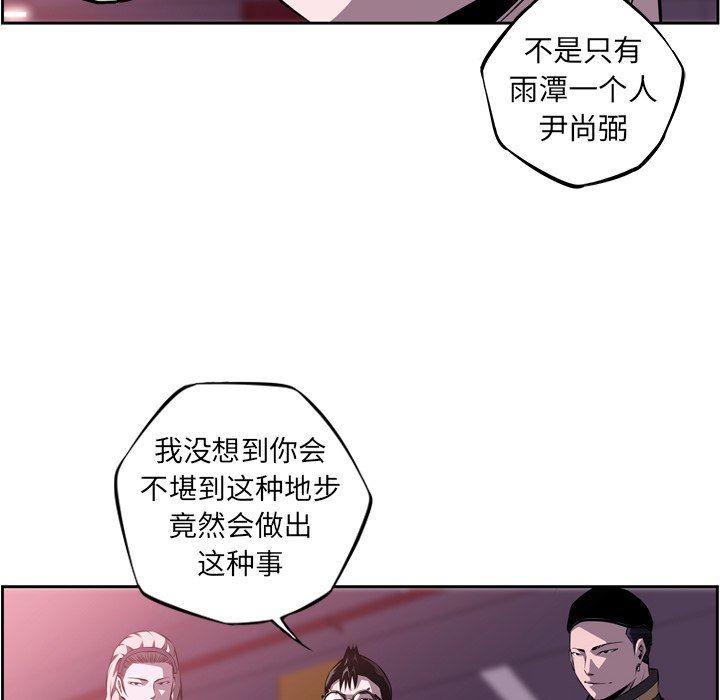 不是只有
雨潭一个人
尹尚弼
我没想到你会
不堪到这种地步
竟然会做出
这种事